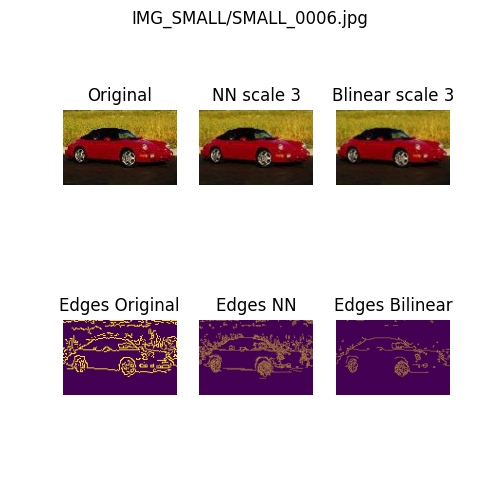 IMG_SMALL/SMALL_0006.jpg
Original
NN scale 3
Blinear scale 3
Edges Original
Edges NN
Edges Bilinear